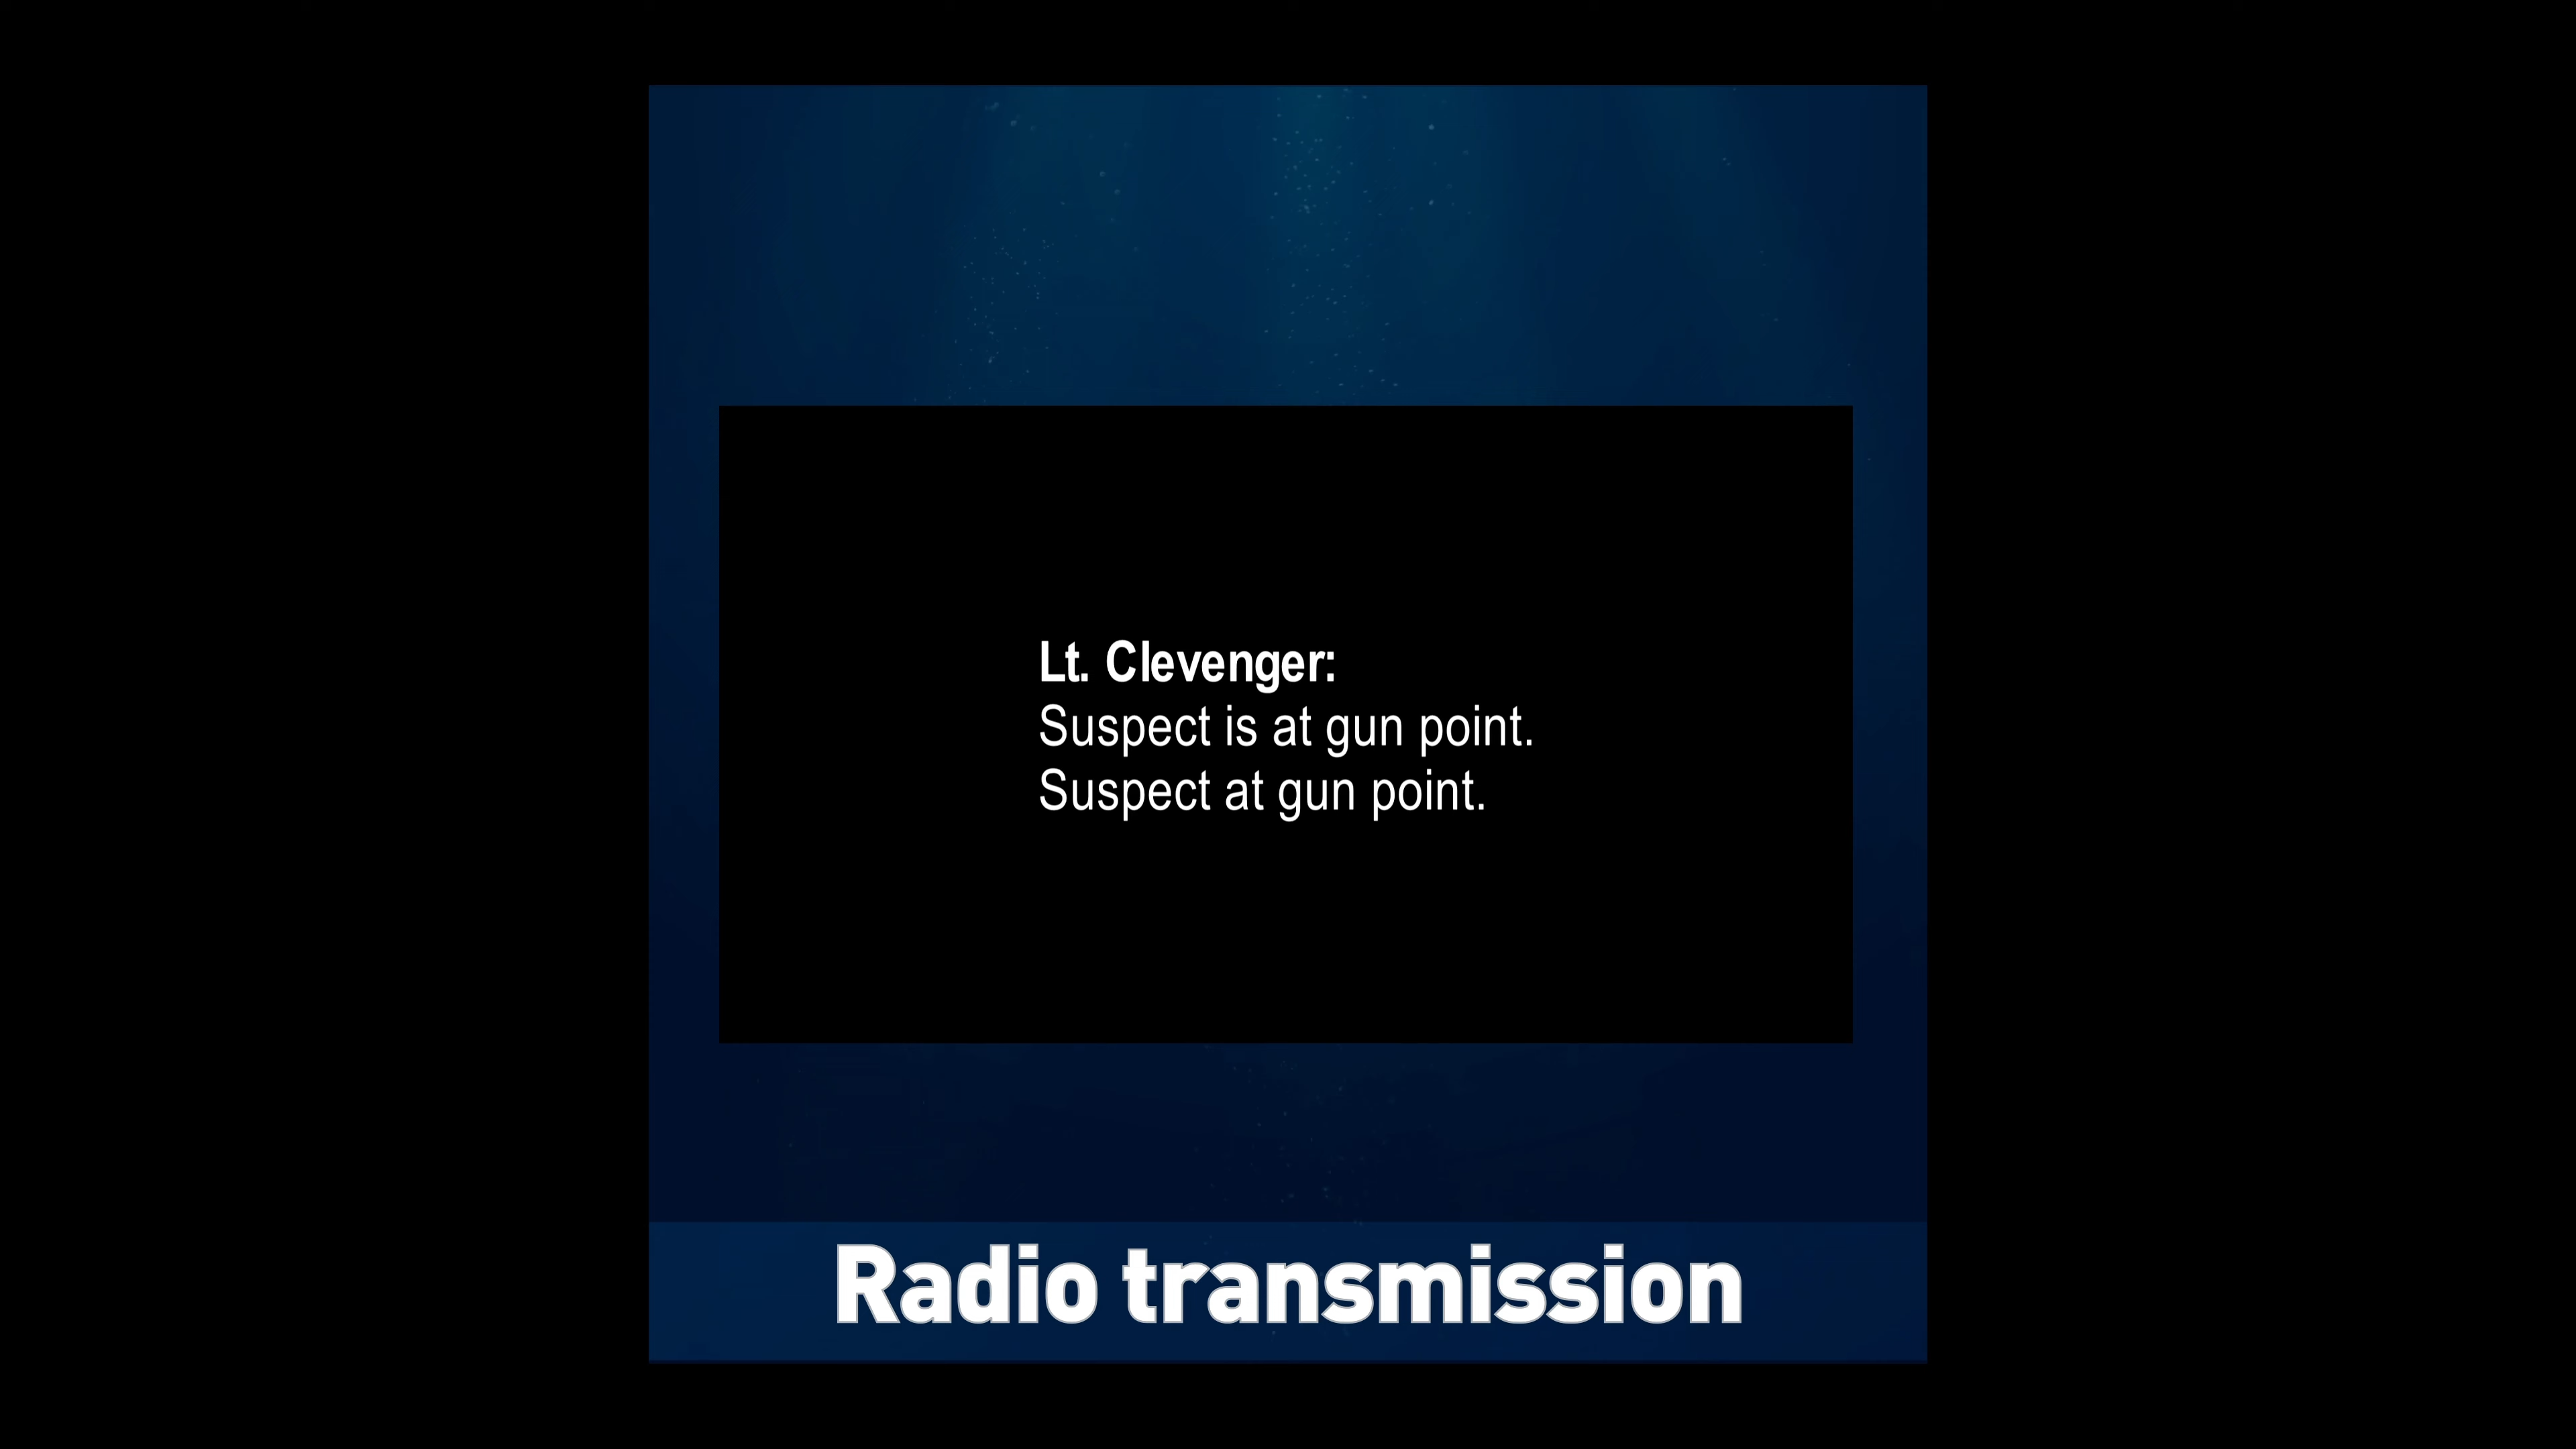 Lt. Clevenger:
Suspect is at gun point.
Suspect at gun point.
Radio transmission